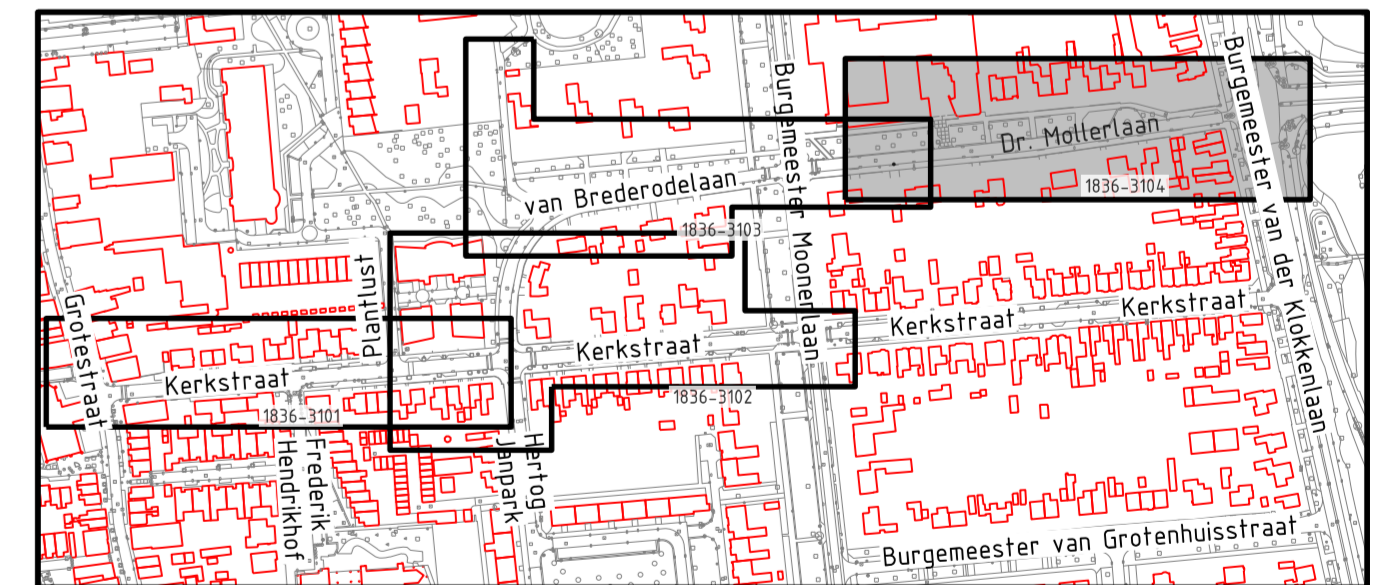 Burgemeester Moonenlaan
Burgemeester van der Klokkenlaan
Dr. Mollerlaan
1836-3104
van Brederodelaan
1836-3103
Pleintuist
Grotestraat
Kerkstraat
Kerkstraat
Kerkstraat
Kerkstraat
1836-3101
1836-3102
Frederik
Hendrikhof
Hertog
Janpark
Burgemeester van Grotenhuisstraat